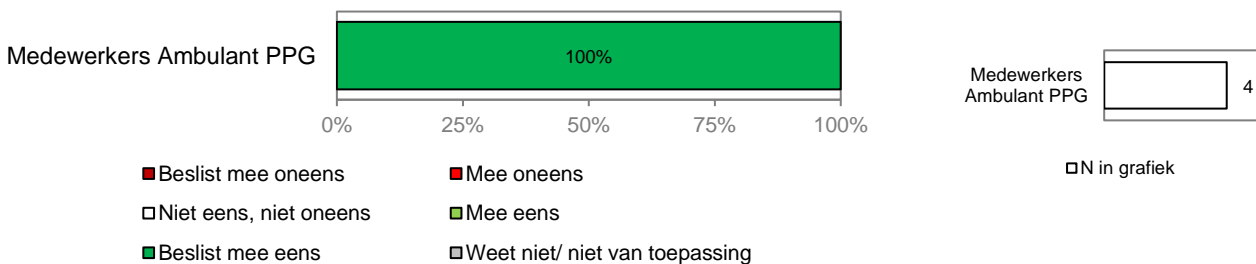 Medewerkers Ambulant PPG
100%
0%
25%
50%
75%
100%
Beslist mee oneens
Mee oneens
Niet eens, niet oneens
Mee eens
Beslist mee eens
Weet niet/ niet van toepassing
Medewerkers
Ambulant PPG
4
N in grafiek